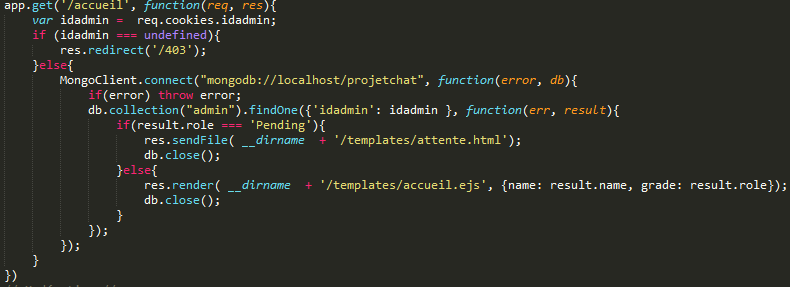 app.get('/accueil', function(req, res){
    var idadmin =  req.cookies.idadmin;
    if (idadmin === undefined){
        res.redirect('/403');
    }else{
        MongoClient.connect("mongodb://localhost/projetchat", function(error, db){
            if(error) throw error;
            db.collection("admin").findOne({'idadmin': idadmin }, function(err, result){
                if(result.role === 'Pending'){
                    res.sendFile( __dirname  + '/templates/attente.html');
                    db.close();
                }else{
                    res.render( __dirname  + '/templates/accueil.ejs', {name: result.name, grade: result.role});
                    db.close();
                }
            });
        });
    }
})